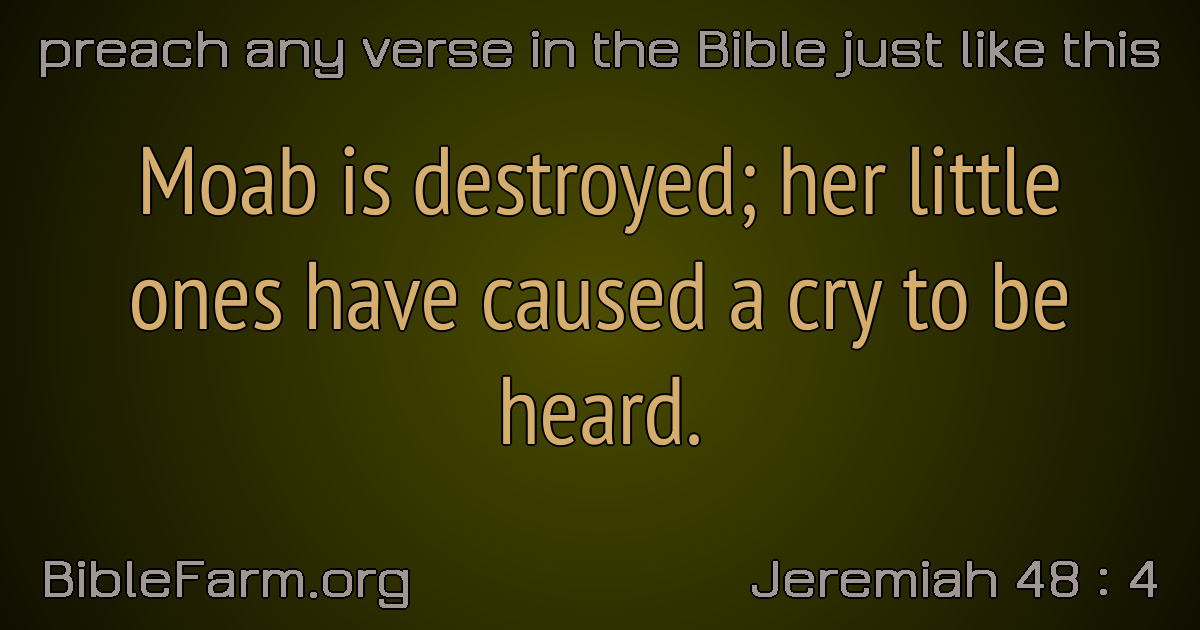 preach any verse in the Bible just like this
Moab is destroyed; her little
ones have caused a cry to be
heard.
BibleFarm.org
Jeremiah 48 : 4